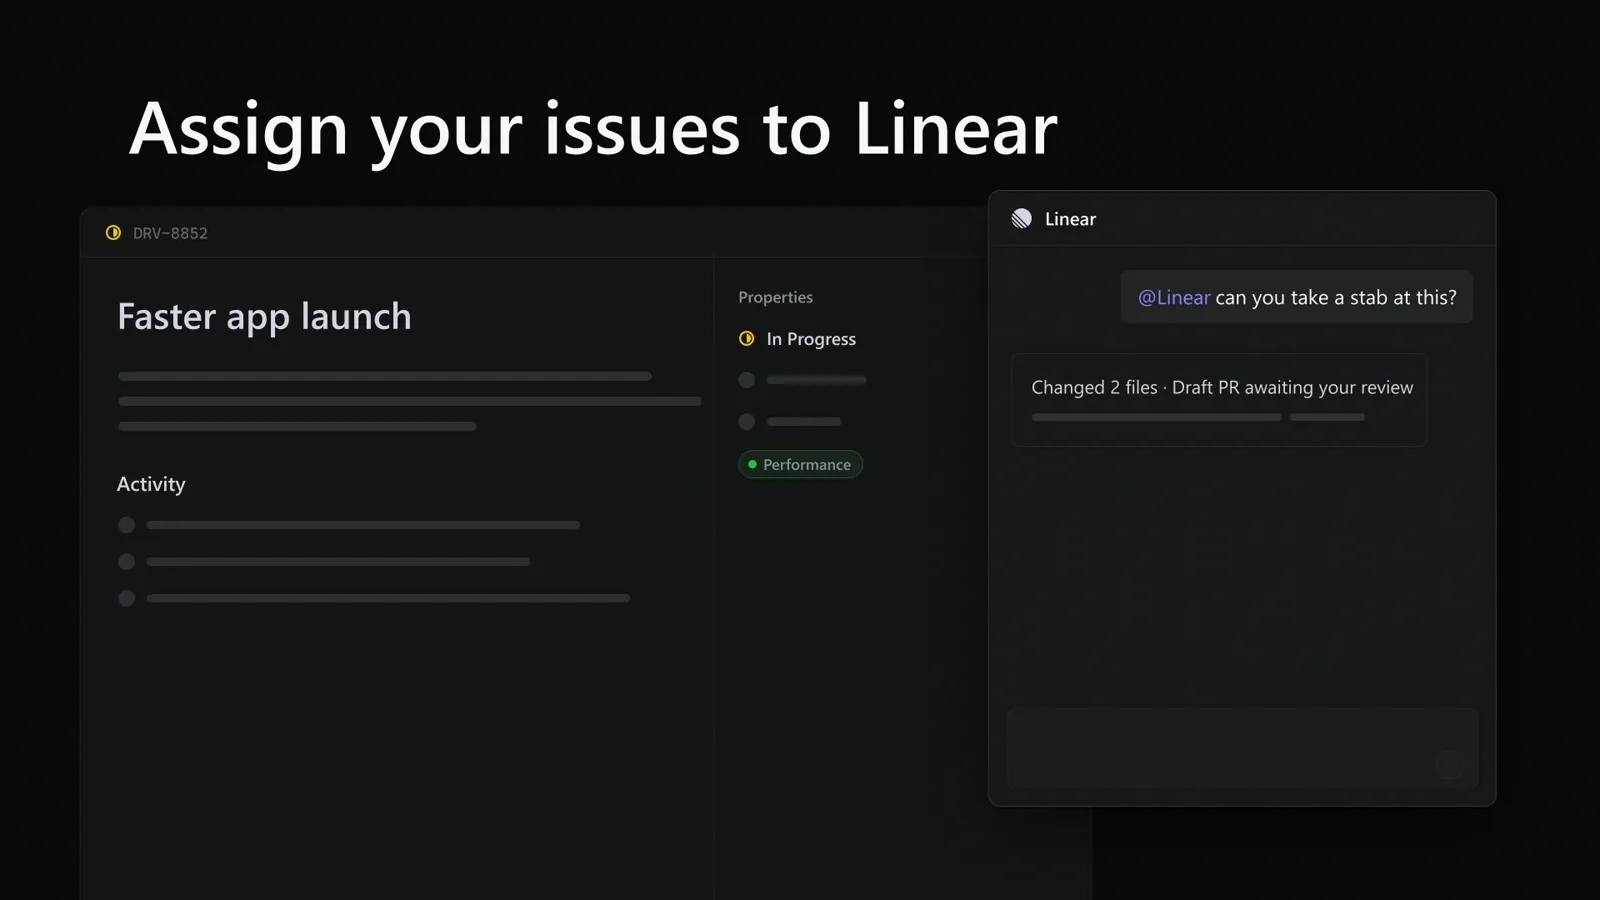 Assign your issues to Linear
DRV-8852
Faster app launch
Activity
Properties
In Progress
Performance
Linear
@Linear can you take a stab at this?
Changed 2 files · Draft PR awaiting your review